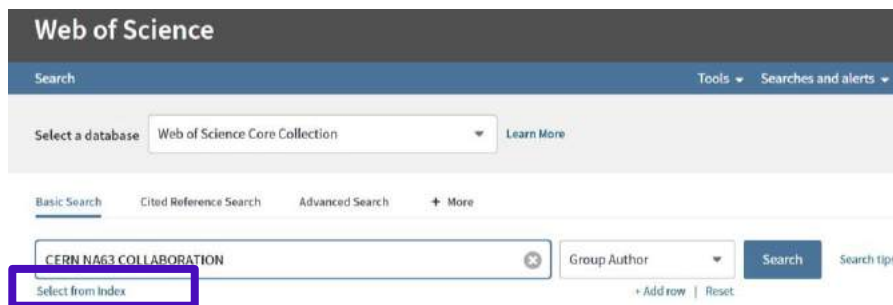 Web of Science
Search Tools Searches and alerts
Select a database Web of Science Core Collection Learn More
Basic Search Cited Reference Search Advanced Search + More
CERN NA63 COLLABORATION Group Author Search Search tips
Select from Index + Add row | Reset